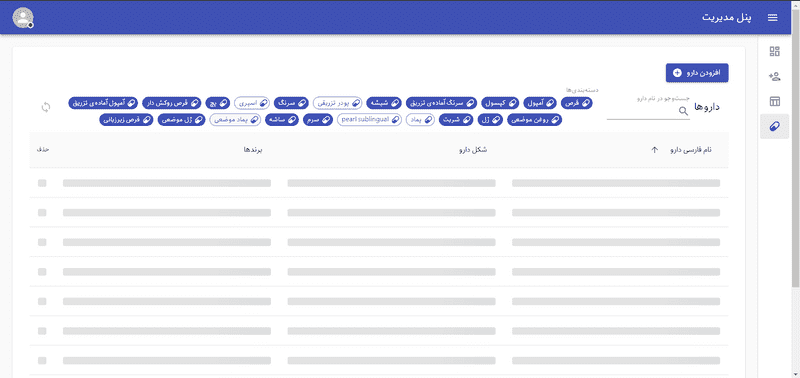 پنل مدیریت
افزودن دارو
داروها
جست‌وجو در نام دارو
دسته‌بندی‌ها
قرص آمپول کپسول سرنگ آماده‌ی تزریق شیشه پودر تزریقی سرنگ اسپری پچ قرص روکش دار آمپول آماده‌ی تزریق
روغن موضعی ژل شربت پماد pearl sublingual سرم ساشه پماد موضعی ژل موضعی قرص زیرزبانی
نام فارسی دارو شکل دارو برندها حذف